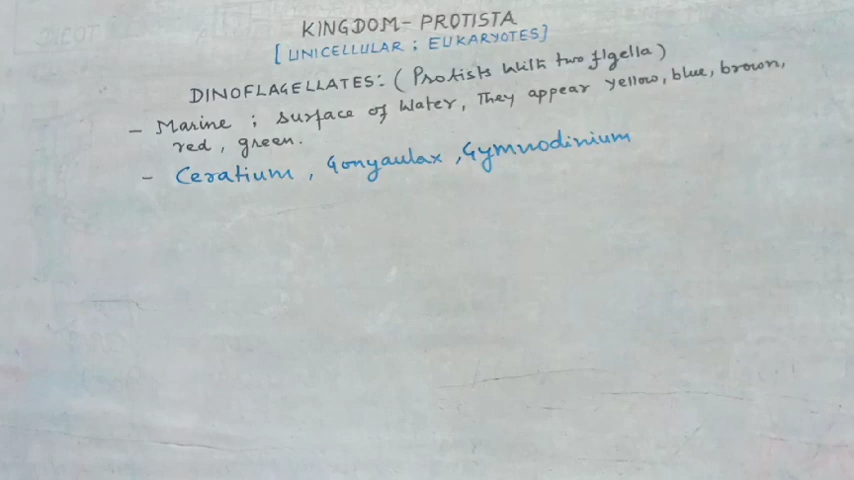 KINGDOM- PROTISTA
[UNICELLULAR ; EUKARYOTES]
DINOFLAGELLATES:- (Protists with two flgella)
- Marine ; surface of water, They appear yellow, blue, brown,
red, green.
- Ceratium, Gonyaulax, Gymnodinium